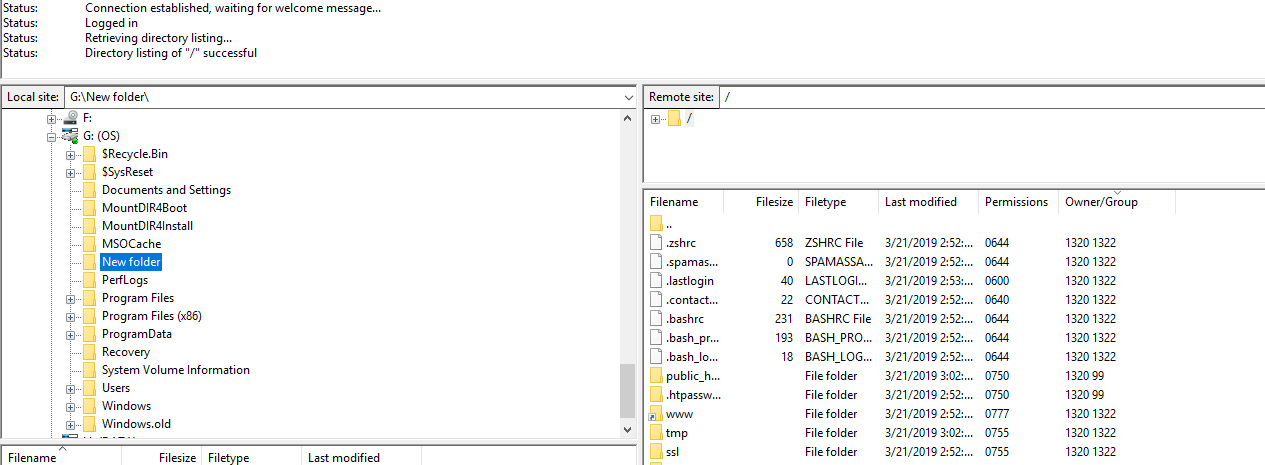 Status: Connection established, waiting for welcome message...
Status: Logged in
Status: Retrieving directory listing...
Status: Directory listing of "/" successful
Local site: G:\New folder\
F:
G: (OS)
$Recycle.Bin
$SysReset
Documents and Settings
MountDIR4Boot
MountDIR4Install
MSOCache
New folder
PerfLogs
Program Files
Program Files (x86)
ProgramData
Recovery
System Volume Information
Users
Windows
Windows.old
Filename Filesize Filetype Last modified
Remote site: /
/
Filename Filesize Filetype Last modified Permissions Owner/Group
..
.zshrc 658 ZSHRC File 3/21/2019 2:52:... 0644 1320 1322
.spamas... 0 SPAMASSA... 3/21/2019 2:52:... 0644 1320 1322
.lastlogin 40 LASTLOGI... 3/21/2019 2:53:... 0600 1320 1322
.contact... 22 CONTACT... 3/21/2019 2:52:... 0640 1320 1322
.bashrc 231 BASHRC File 3/21/2019 2:52:... 0644 1320 1322
.bash_pr... 193 BASH_PRO... 3/21/2019 2:52:... 0644 1320 1322
.bash_lo... 18 BASH_LOG... 3/21/2019 2:52:... 0644 1320 1322
public_h... File folder 3/21/2019 3:02:... 0750 1320 99
.htpassw... File folder 3/21/2019 2:52:... 0750 1320 99
www File folder 3/21/2019 2:52:... 0777 1320 1322
tmp File folder 3/21/2019 3:02:... 0755 1320 1322
ssl File folder 3/21/2019 2:52:... 0755 1320 1322